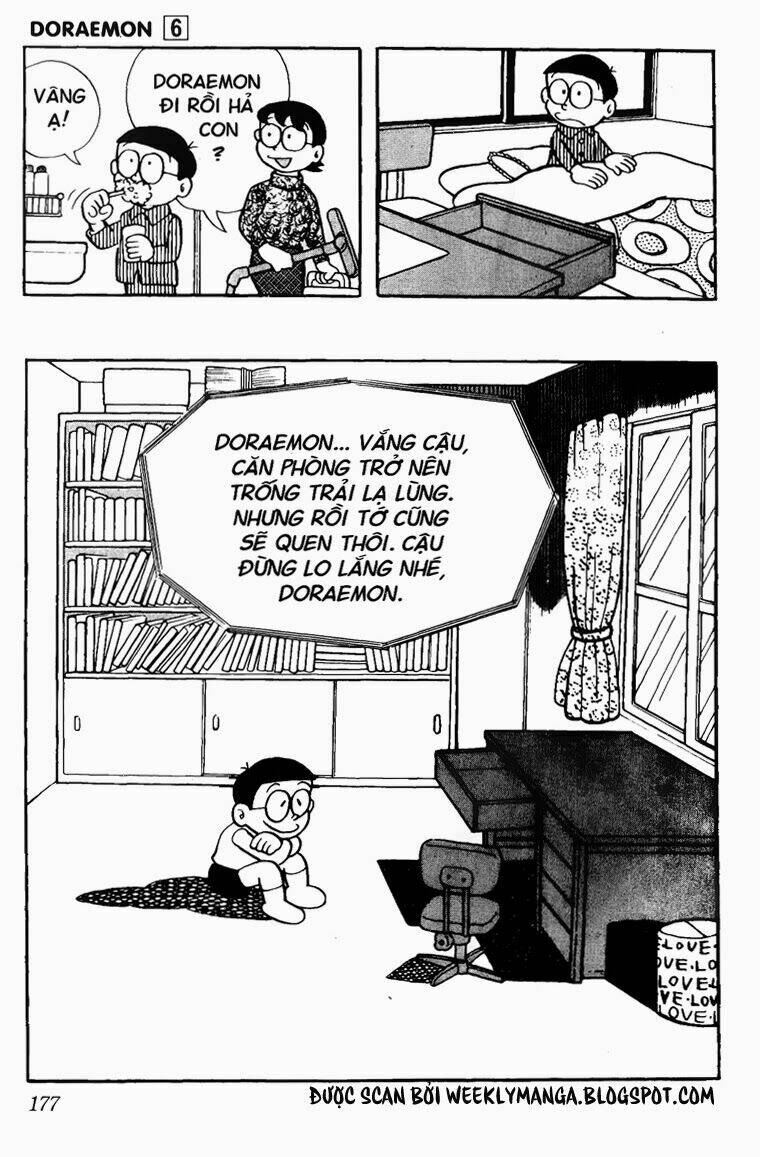 DORAEMON 6
VÂNG
Ạ!
DORAEMON
ĐI RỒI HẢ
CON
?
DORAEMON... VẮNG CẬU,
CĂN PHÒNG TRỞ NÊN
TRỐNG TRẢI LẠ LÙNG.
NHƯNG RỒI TỚ CŨNG
SẼ QUEN THÔI. CẬU
ĐỪNG LO LẮNG NHÉ,
DORAEMON.
LOVE
OVE•LO
LOVE•L
VE•LOV
LOVE•
177
ĐƯỢC SCAN BỞI WEEKLYMANGA.BLOGSPOT.COM